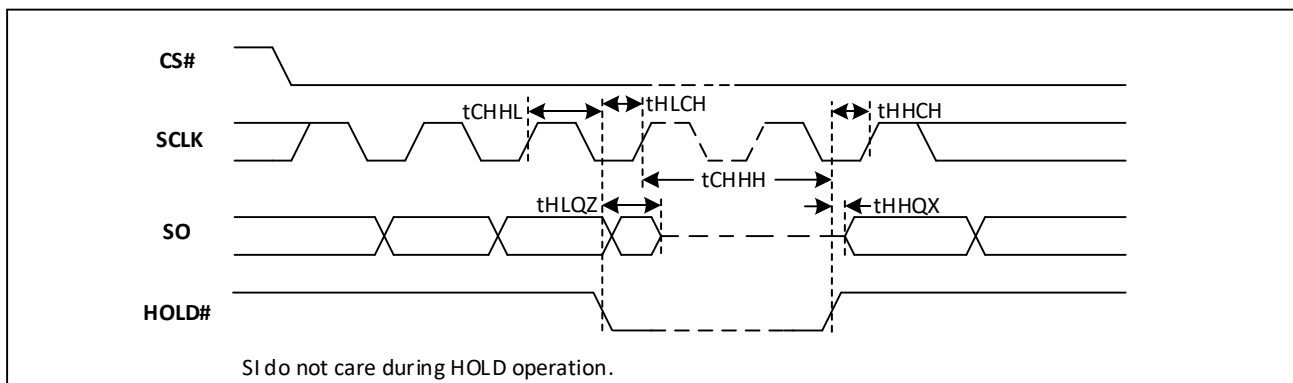 CS#
tCHHL
tHLCH
tHHCH
SCLK
tCHHH
tHLQZ
tHHQX
SO
HOLD#
SI do not care during HOLD operation.